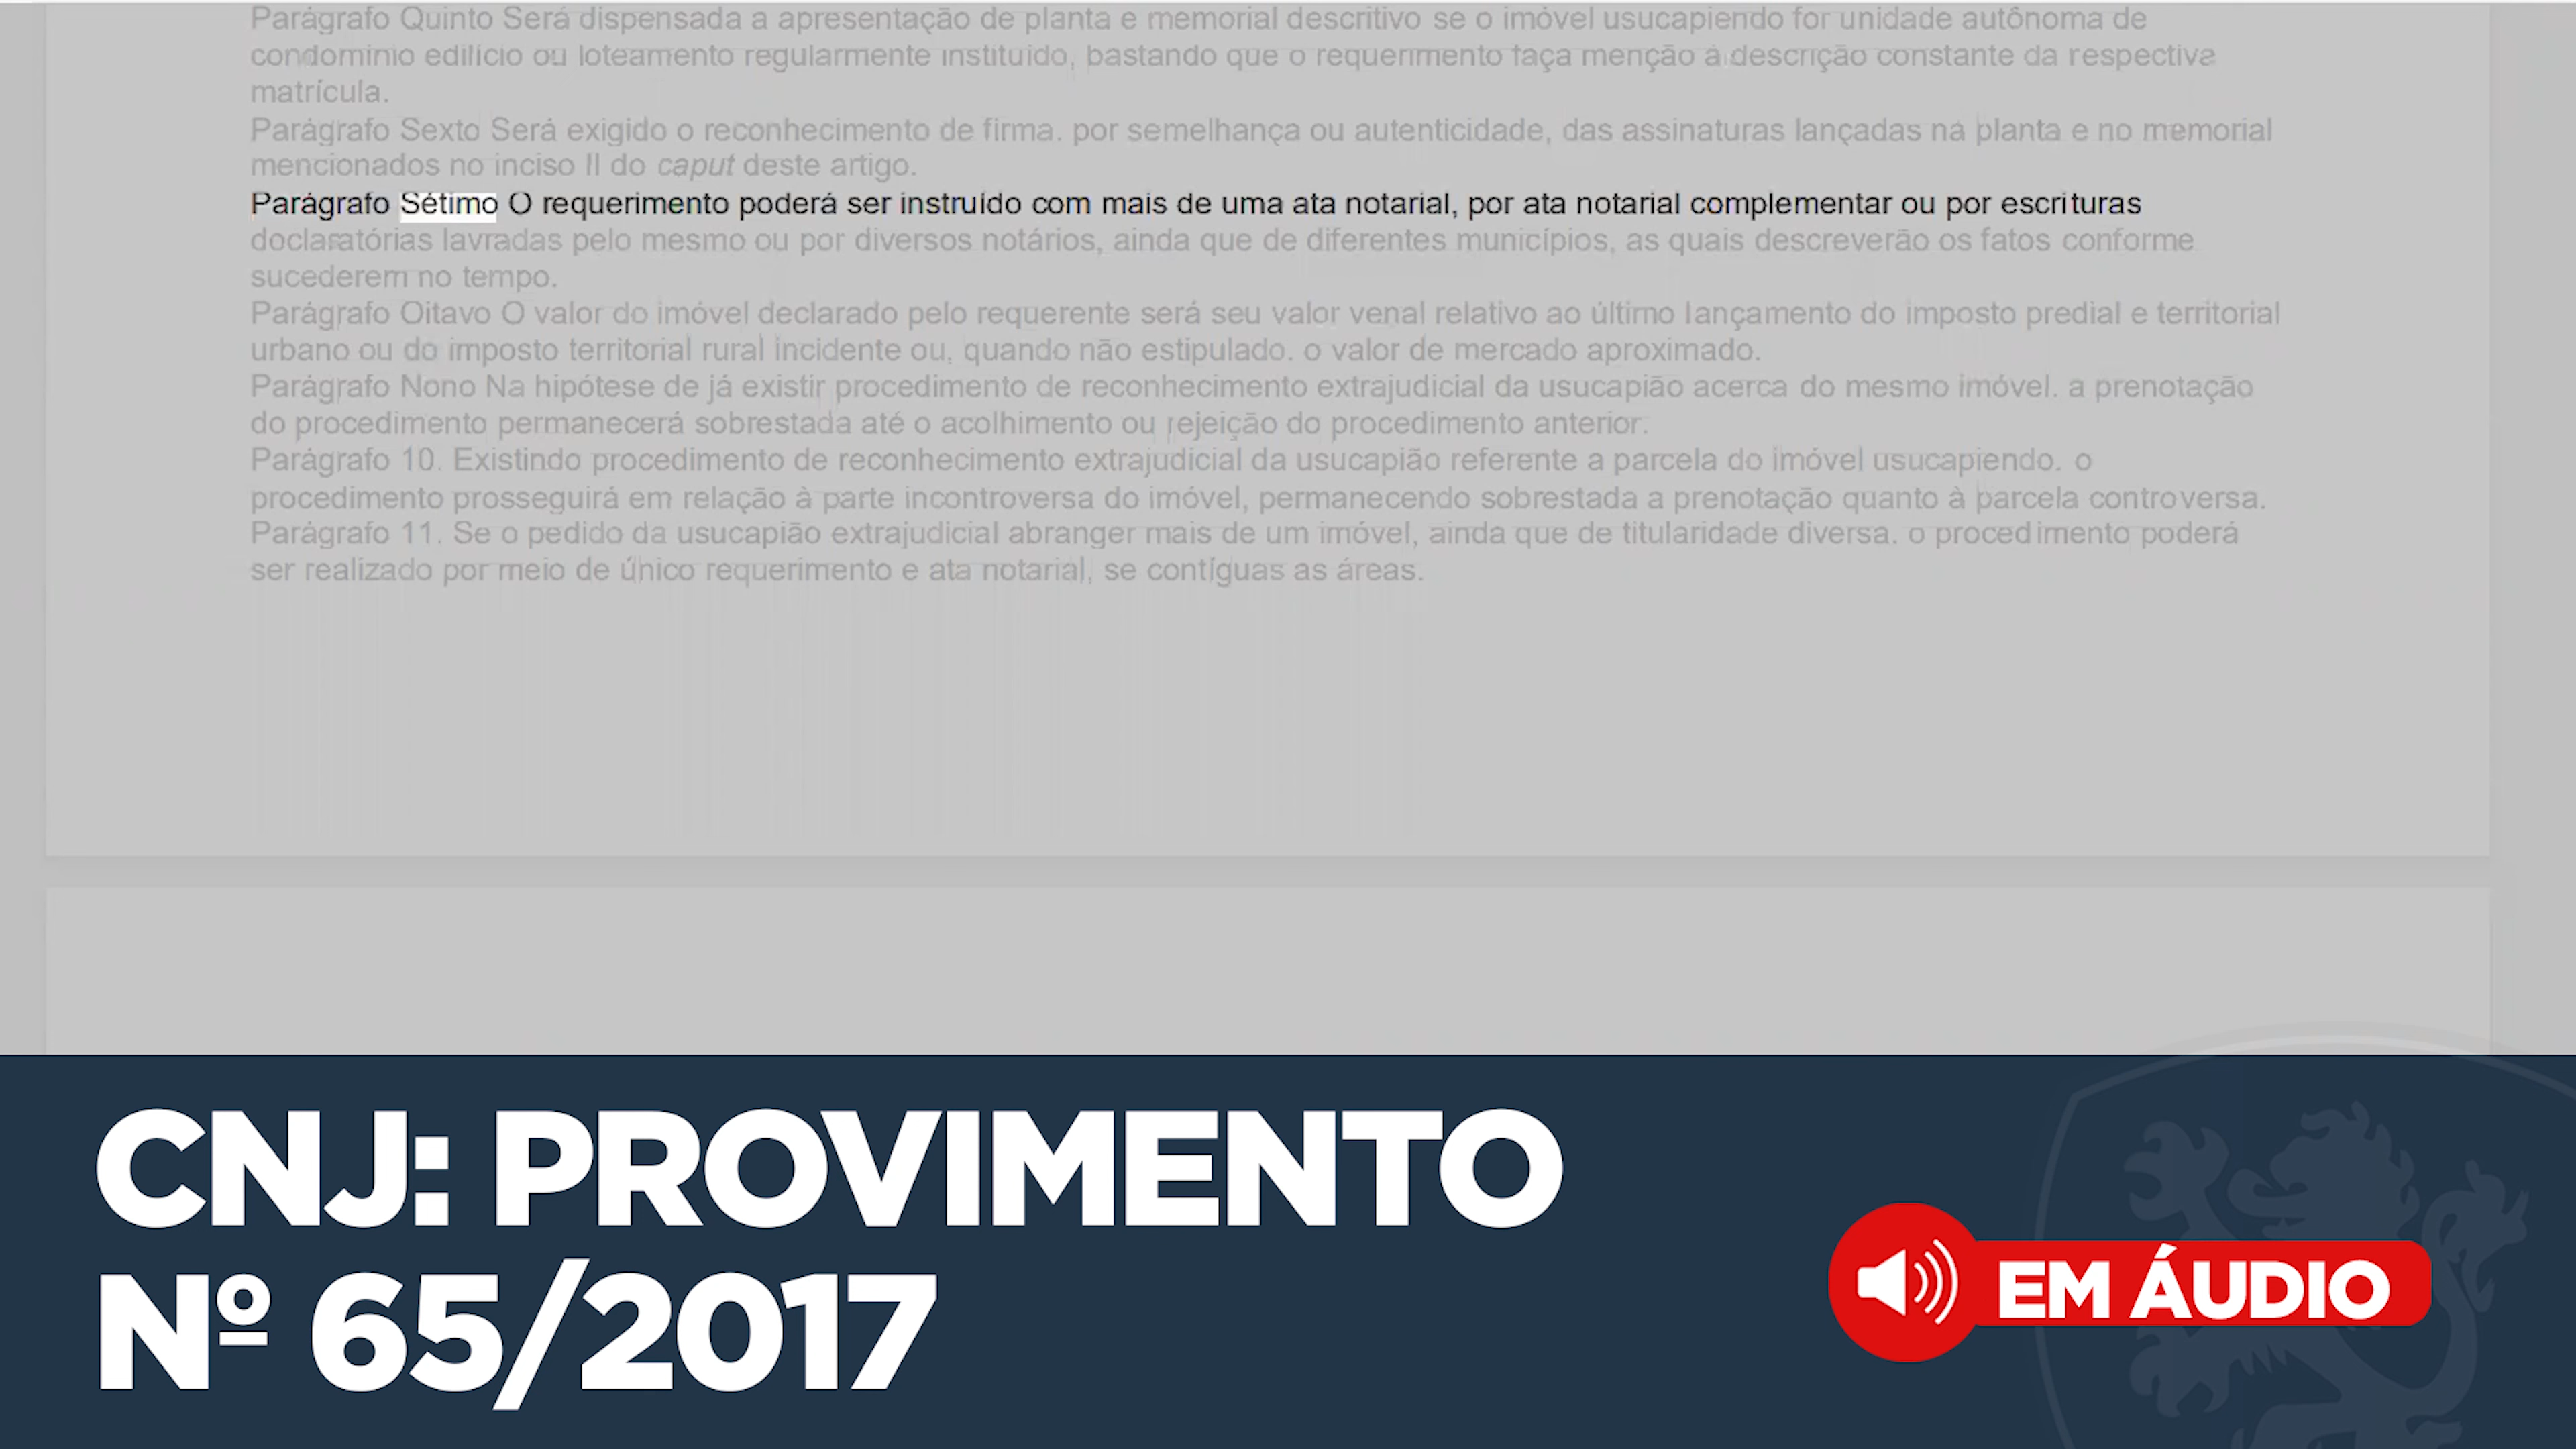 Parágrafo Quinto Será dispensada a apresentação de planta e memorial descritivo se o imóvel usucapiendo for unidade autônoma de
condomínio edilício ou loteamento regularmente instituído, bastando que o requerimento faça menção à descrição constante da respectiva
matrícula.
Parágrafo Sexto Será exigido o reconhecimento de firma. por semelhança ou autenticidade, das assinaturas lançadas na planta e no memorial
mencionados no inciso II do caput deste artigo.
Parágrafo Sétimo O requerimento poderá ser instruído com mais de uma ata notarial, por ata notarial complementar ou por escrituras
declaratórias lavradas pelo mesmo ou por diversos notários, ainda que de diferentes municípios, as quais descreverão os fatos conforme
sucederem no tempo.
Parágrafo Oitavo O valor do imóvel declarado pelo requerente será seu valor venal relativo ao último lançamento do imposto predial e territorial
urbano ou do imposto territorial rural incidente ou, quando não estipulado. o valor de mercado aproximado.
Parágrafo Nono Na hipótese de já existir procedimento de reconhecimento extrajudicial da usucapião acerca do mesmo imóvel. a prenotação
do procedimento permanecerá sobrestada até o acolhimento ou rejeição do procedimento anterior.
Parágrafo 10. Existindo procedimento de reconhecimento extrajudicial da usucapião referente a parcela do imóvel usucapiendo. o
procedimento prosseguirá em relação à parte incontroversa do imóvel, permanecendo sobrestada a prenotação quanto à parcela controversa.
Parágrafo 11. Se o pedido da usucapião extrajudicial abranger mais de um imóvel, ainda que de titularidade diversa. o procedimento poderá
ser realizado por meio de único requerimento e ata notarial, se contíguas as áreas.
CNJ: PROVIMENTO
Nº 65/2017
EM ÁUDIO